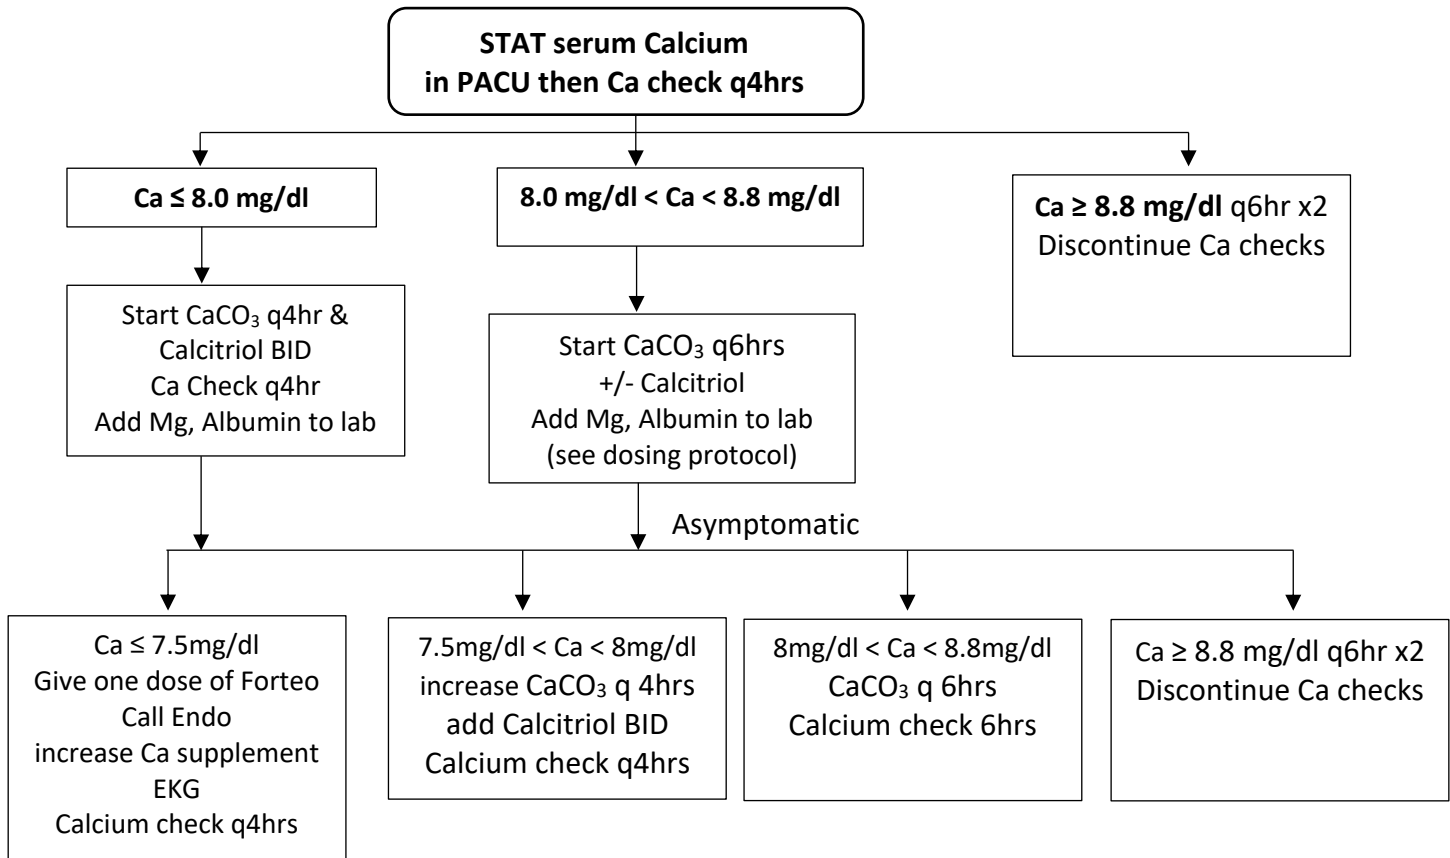 STAT serum Calcium
in PACU then Ca check q4hrs
Ca ≤ 8.0 mg/dl
8.0 mg/dl < Ca < 8.8 mg/dl
Ca ≥ 8.8 mg/dl q6hr x2
Discontinue Ca checks
Start CaCO₃ q4hr &
Calcitriol BID
Ca Check q4hr
Add Mg, Albumin to lab
Start CaCO₃ q6hrs
+/- Calcitriol
Add Mg, Albumin to lab
(see dosing protocol)
Asymptomatic
Ca ≤ 7.5mg/dl
Give one dose of Forteo
Call Endo
increase Ca supplement
EKG
Calcium check q4hrs
7.5mg/dl < Ca < 8mg/dl
increase CaCO₃ q 4hrs
add Calcitriol BID
Calcium check q4hrs
8mg/dl < Ca < 8.8mg/dl
CaCO₃ q 6hrs
Calcium check 6hrs
Ca ≥ 8.8 mg/dl q6hr x2
Discontinue Ca checks